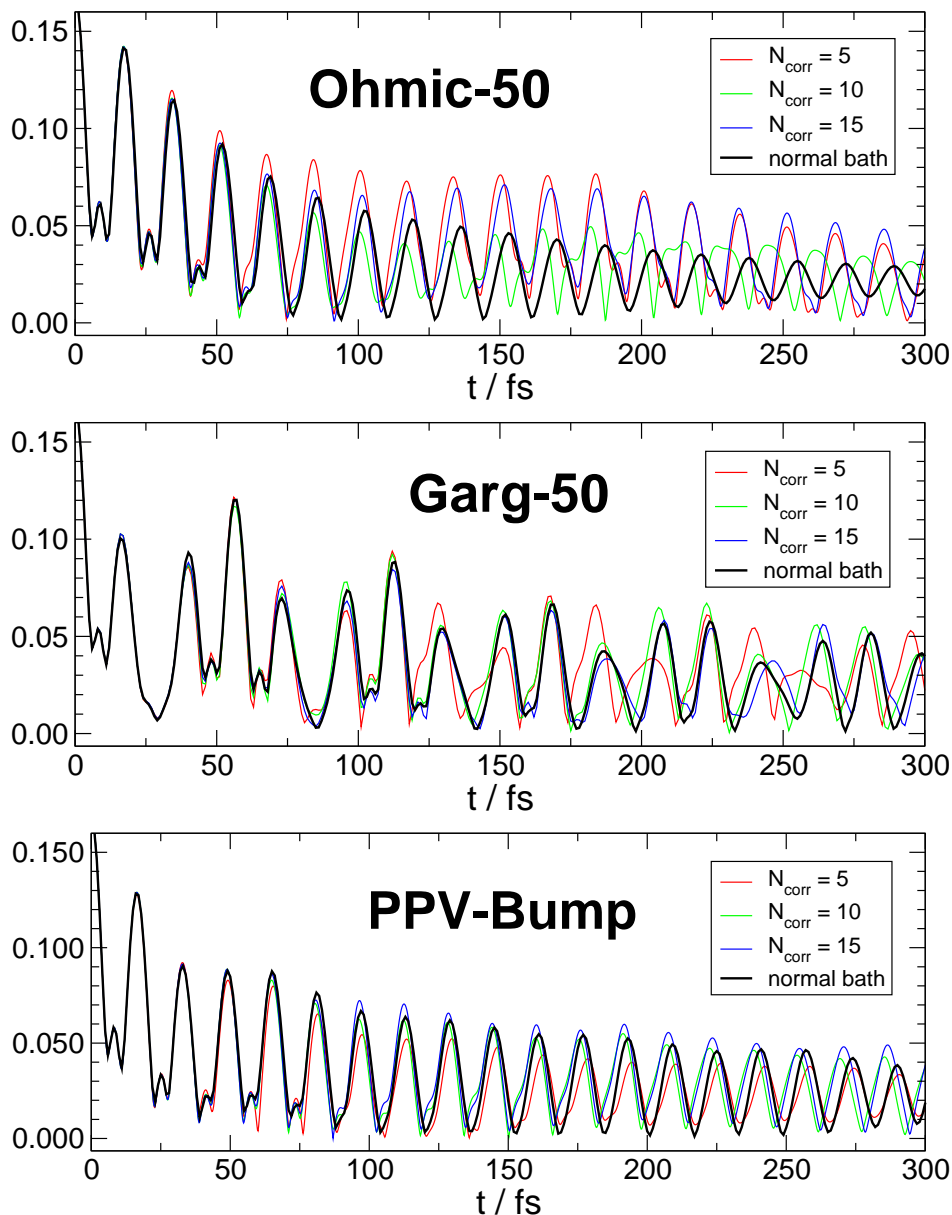 0.15
0.10
0.05
0.00
Ohmic-50
N_corr = 5
N_corr = 10
N_corr = 15
normal bath
0 50 100 150 200 250 300
t / fs
0.15
0.10
0.05
0.00
Garg-50
N_corr = 5
N_corr = 10
N_corr = 15
normal bath
0 50 100 150 200 250 300
t / fs
0.150
0.100
0.050
0.000
PPV-Bump
N_corr = 5
N_corr = 10
N_corr = 15
normal bath
0 50 100 150 200 250 300
t / fs